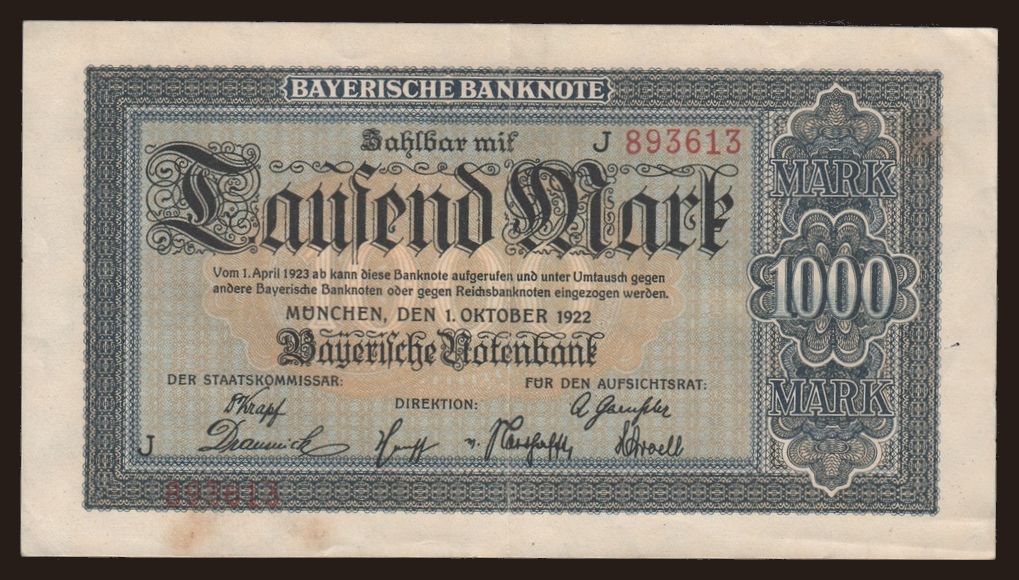 BAYERISCHE BANKNOTE
Zahlbar mit J 893613
Tausend Mark
MARK
1000
MARK
Vom 1. April 1923 ab kann diese Banknote aufgerufen und unter Umtausch gegen
andere Bayerische Banknoten oder gegen Reichsbanknoten eingezogen werden.
MÜNCHEN, DEN 1. OKTOBER 1922
Bayerische Notenbank
DER STAATSKOMMISSAR:
DIREKTION:
FÜR DEN AUFSICHTSRAT:
J
893613